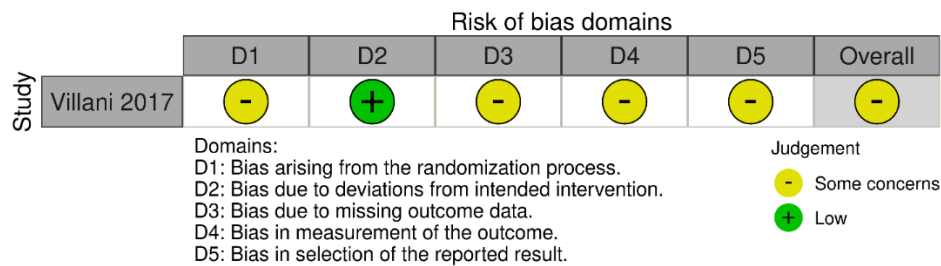 Risk of bias domains
D1 D2 D3 D4 D5 Overall
Study
Villani 2017 - + - - - -
Domains:
D1: Bias arising from the randomization process.
D2: Bias due to deviations from intended intervention.
D3: Bias due to missing outcome data.
D4: Bias in measurement of the outcome.
D5: Bias in selection of the reported result.
Judgement
- Some concerns
+ Low